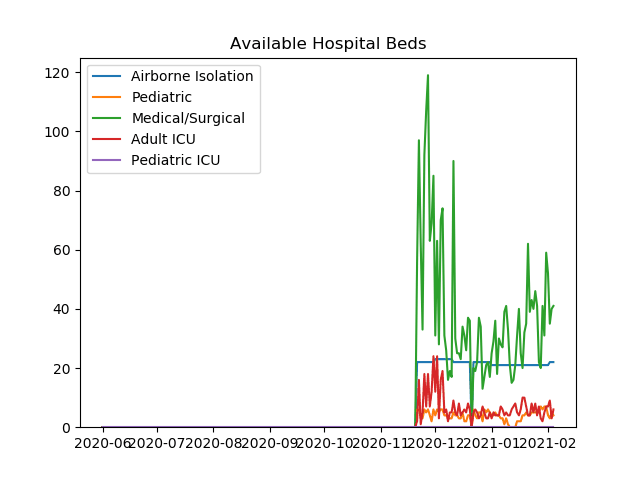 Available Hospital Beds
Airborne Isolation
Pediatric
Medical/Surgical
Adult ICU
Pediatric ICU
120
100
80
60
40
20
0
2020-06 2020-07 2020-08 2020-09 2020-10 2020-11 2020-12 2021-01 2021-02